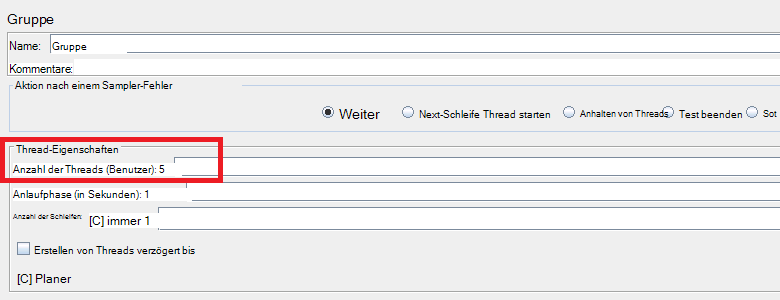 Gruppe
Name: Gruppe
Kommentare:
Aktion nach einem Sampler-Fehler
Weiter Next-Schleife Thread starten Anhalten von Threads Test beenden Sot
Thread-Eigenschaften
Anzahl der Threads (Benutzer): 5
Anlaufphase (in Sekunden): 1
Anzahl der Schleifen: [C] immer 1
Erstellen von Threads verzögert bis
[C] Planer